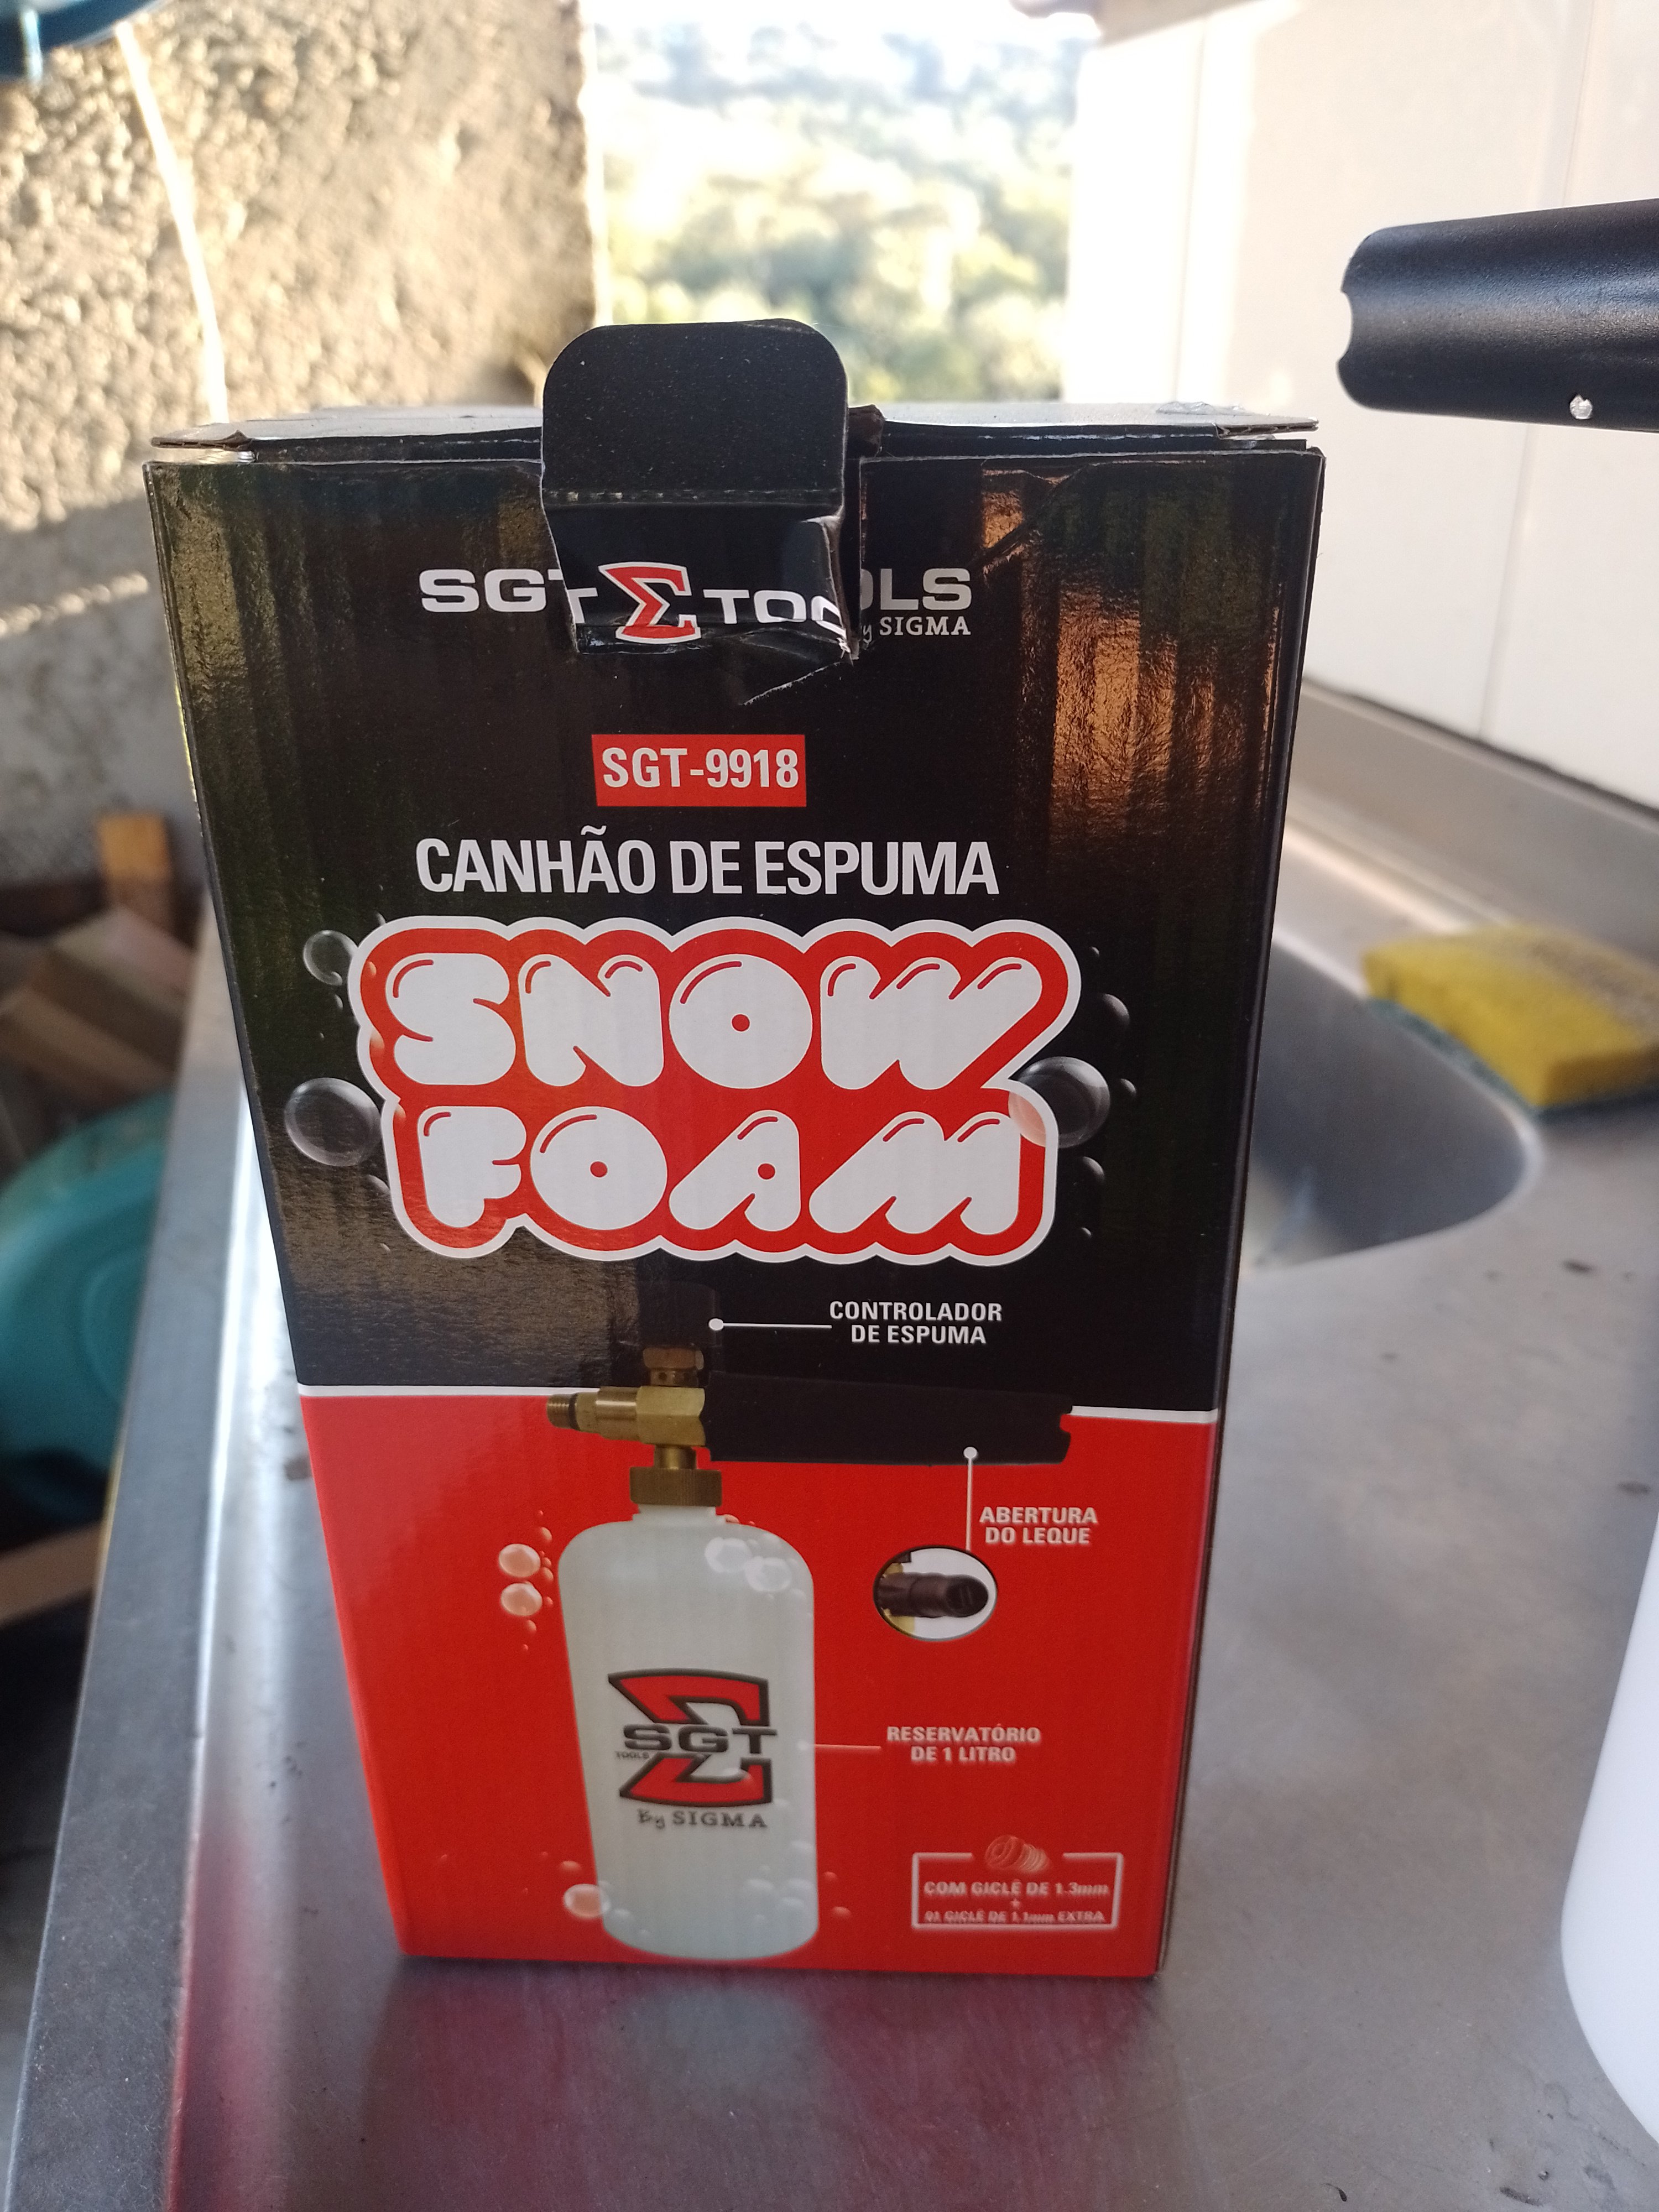 SGT Σ TOOLS
by SIGMA
SGT-9918
CANHÃO DE ESPUMA
SNOW
FOAM
CONTROLADOR
DE ESPUMA
ABERTURA
DO LEQUE
SGT
TOOLS
By SIGMA
RESERVATÓRIO
DE 1 LITRO
COM GICLÊ DE 1.3mm
+
01 GICLÊ DE 1.1mm EXTRA